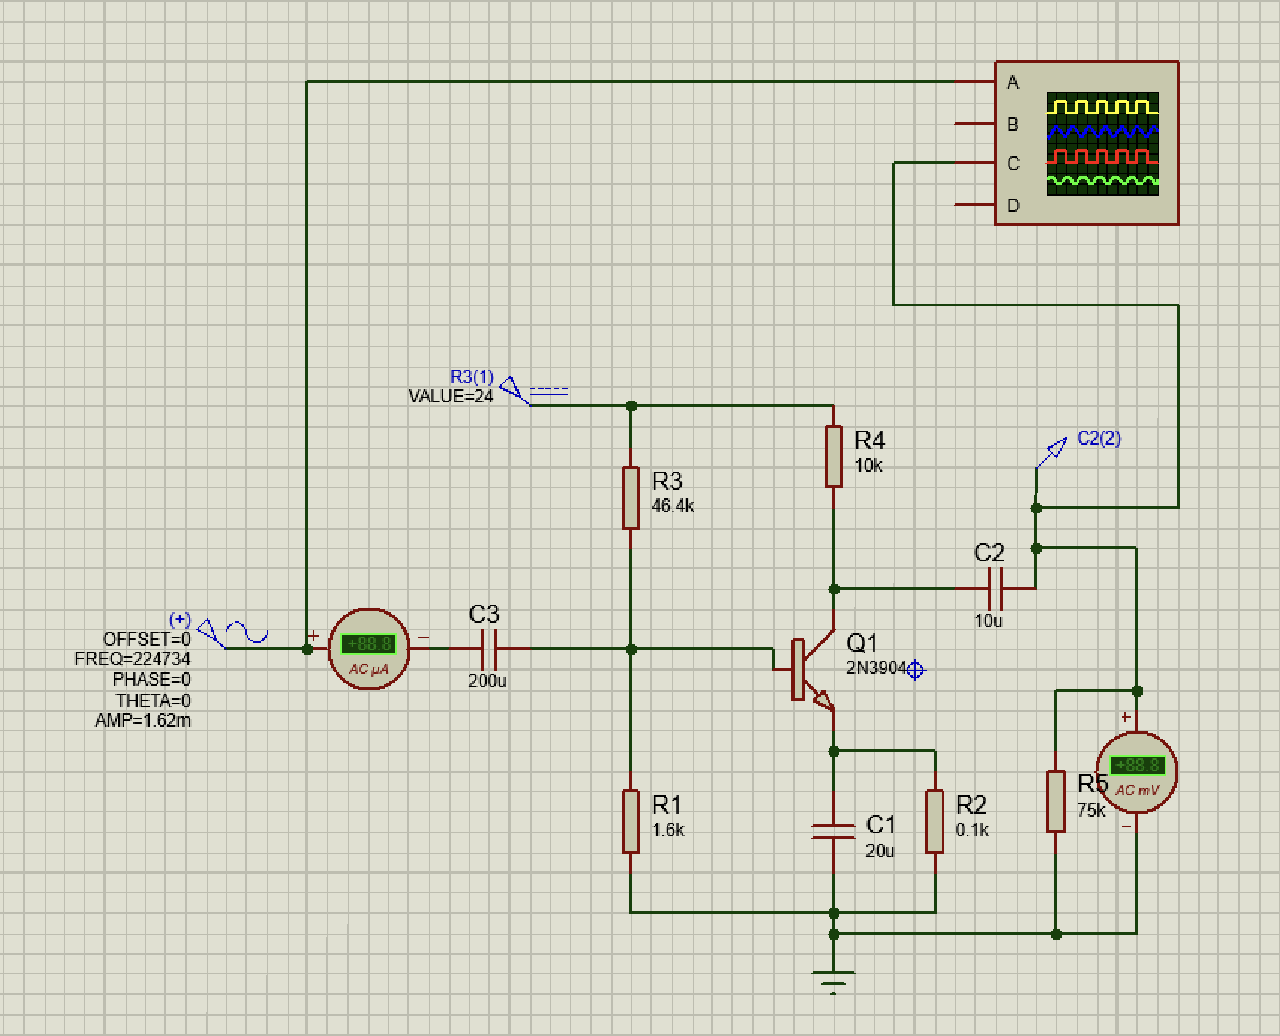 A
B
C
D
R3(1)
VALUE=24
R4
10k
C2(2)
R3
46.4k
C2
10u
(+)
OFFSET=0
FREQ=224734
PHASE=0
THETA=0
AMP=1.62m
+
+88.8
−
AC µA
C3
200u
Q1
2N3904
+
+88.8
AC mV
−
R5
75k
R1
1.6k
C1
20u
R2
0.1k